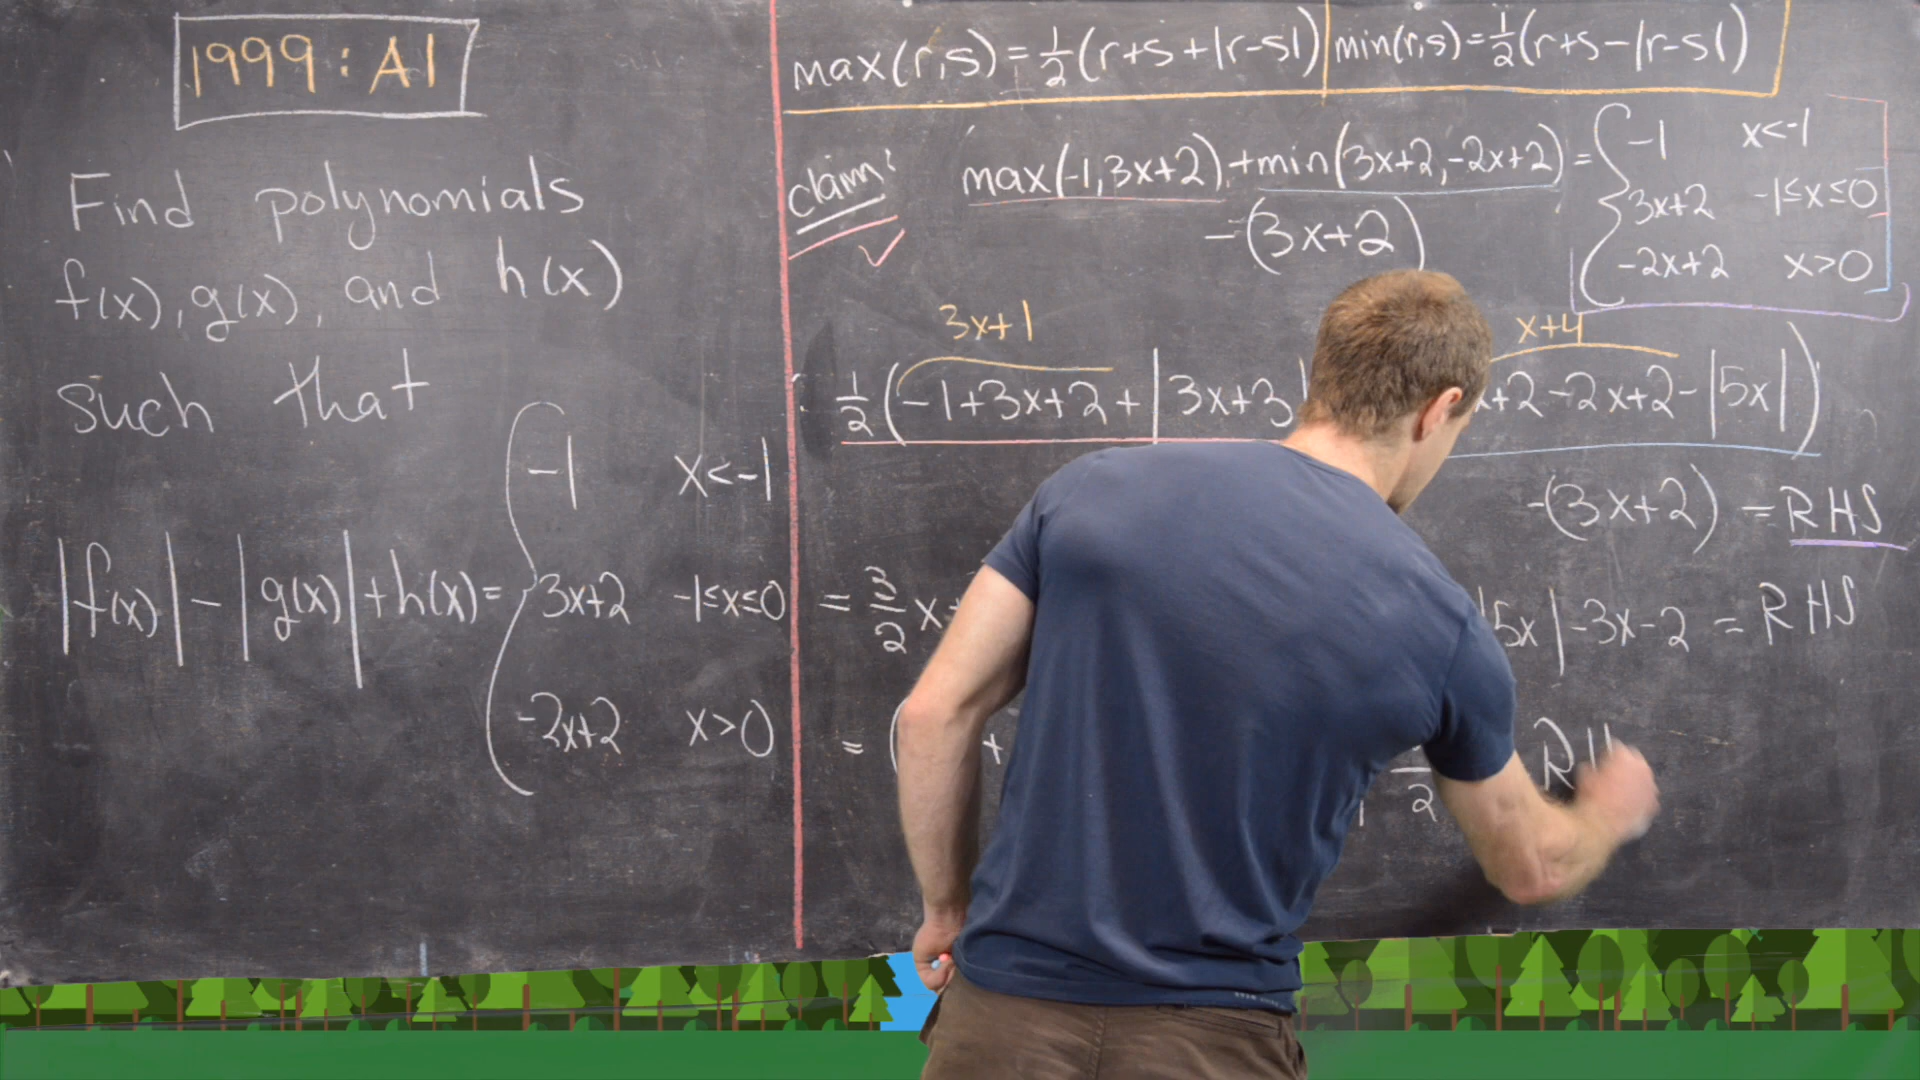 1999: A1
Find polynomials
f(x), g(x), and h(x)
such that
|f(x)| - |g(x)| + h(x) = { -1 x<-1
3x+2 -1≤x≤0
-2x+2 x>0
max(r,s) = 1/2(r+s+|r-s|) min(r,s) = 1/2(r+s-|r-s|)
claim: max(-1,3x+2) + min(3x+2,-2x+2) = { -1 x<-1
-(3x+2) 3x+2 -1≤x≤0
-2x+2 x>0
3x+1 x+4
1/2(-1+3x+2+|3x+3| x+2-2x+2-|5x|)
-(3x+2) = RHS
= 3/2 x+ |5x|-3x-2 = RHS
= ( + 2 RH